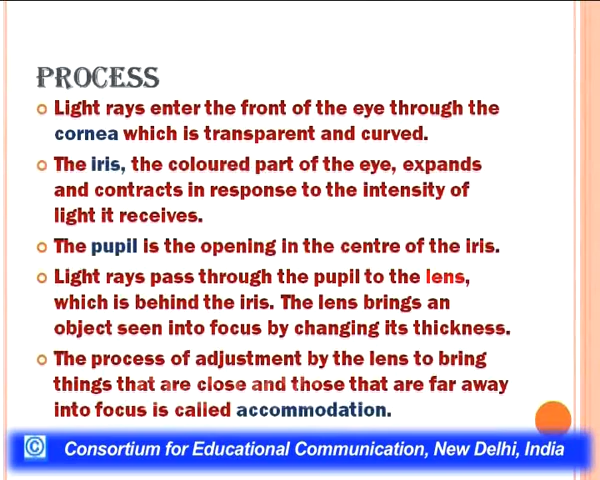 PROCESS
Light rays enter the front of the eye through the
cornea which is transparent and curved.
The iris, the coloured part of the eye, expands
and contracts in response to the intensity of
light it receives.
The pupil is the opening in the centre of the iris.
Light rays pass through the pupil to the lens,
which is behind the iris. The lens brings an
object seen into focus by changing its thickness.
The process of adjustment by the lens to bring
things that are close and those that are far away
into focus is called accommodation.
© Consortium for Educational Communication, New Delhi, India